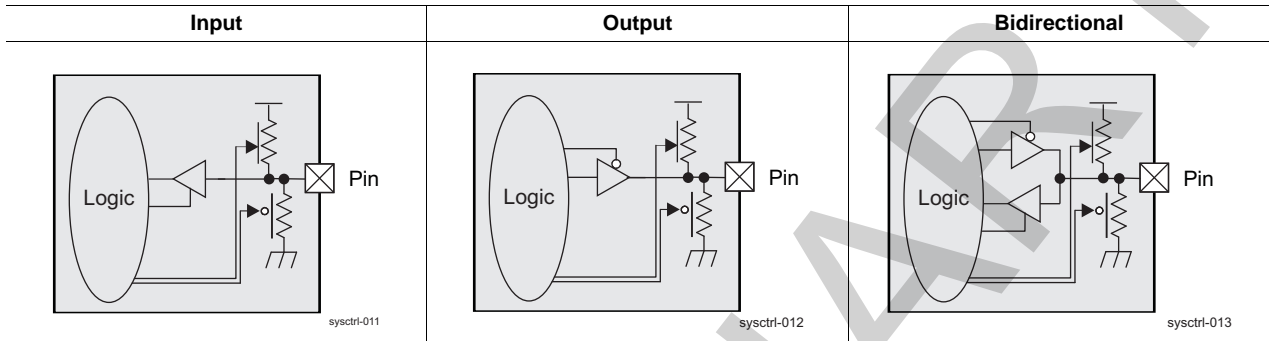 Input Output Bidirectional
Logic Pin Logic Pin Logic Pin
sysctrl-011 sysctrl-012 sysctrl-013